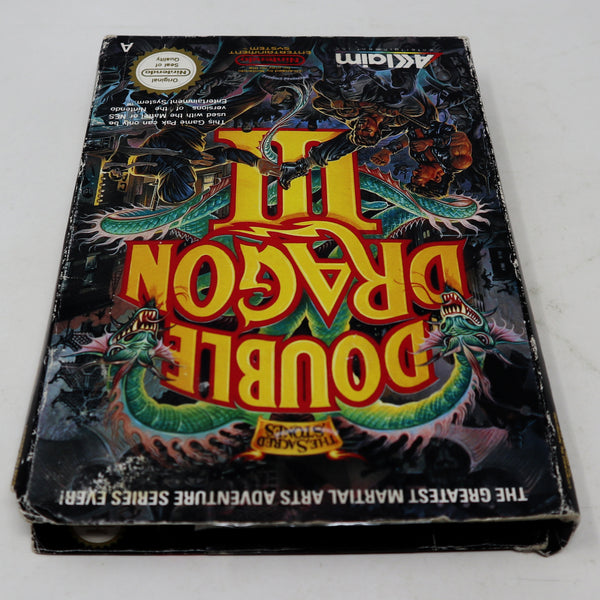 THE GREATEST MARTIAL ARTS ADVENTURE SERIES EVER!
THE SACRED
STONES
DOUBLE
DRAGON
III
This Game Pak can only be
used with the Mattel or NES
versions of the Nintendo
Entertainment System.
AKKLaim
entertainment
Nintendo
ENTERTAINMENT
SYSTEM
Original
Nintendo
Seal of
Quality
A